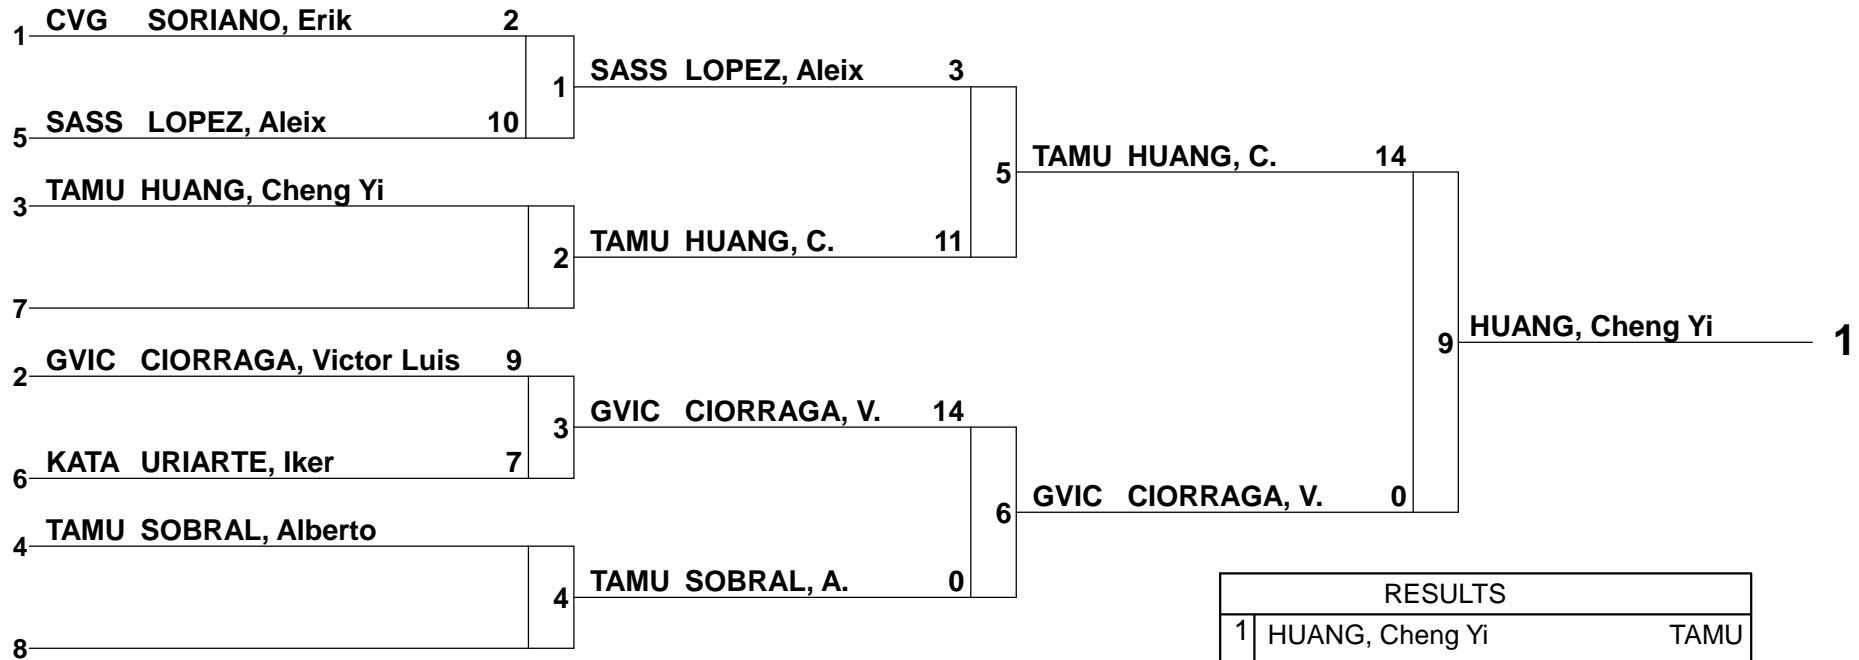 1 CVG SORIANO, Erik 2
5 SASS LOPEZ, Aleix 10
1 SASS LOPEZ, Aleix 3
3 TAMU HUANG, Cheng Yi
7
2 TAMU HUANG, C. 11
5 TAMU HUANG, C. 14
2 GVIC CIORRAGA, Victor Luis 9
6 KATA URIARTE, Iker 7
3 GVIC CIORRAGA, V. 14
4 TAMU SOBRAL, Alberto
8
4 TAMU SOBRAL, A. 0
6 GVIC CIORRAGA, V. 0
9 HUANG, Cheng Yi 1
RESULTS
1 HUANG, Cheng Yi TAMU